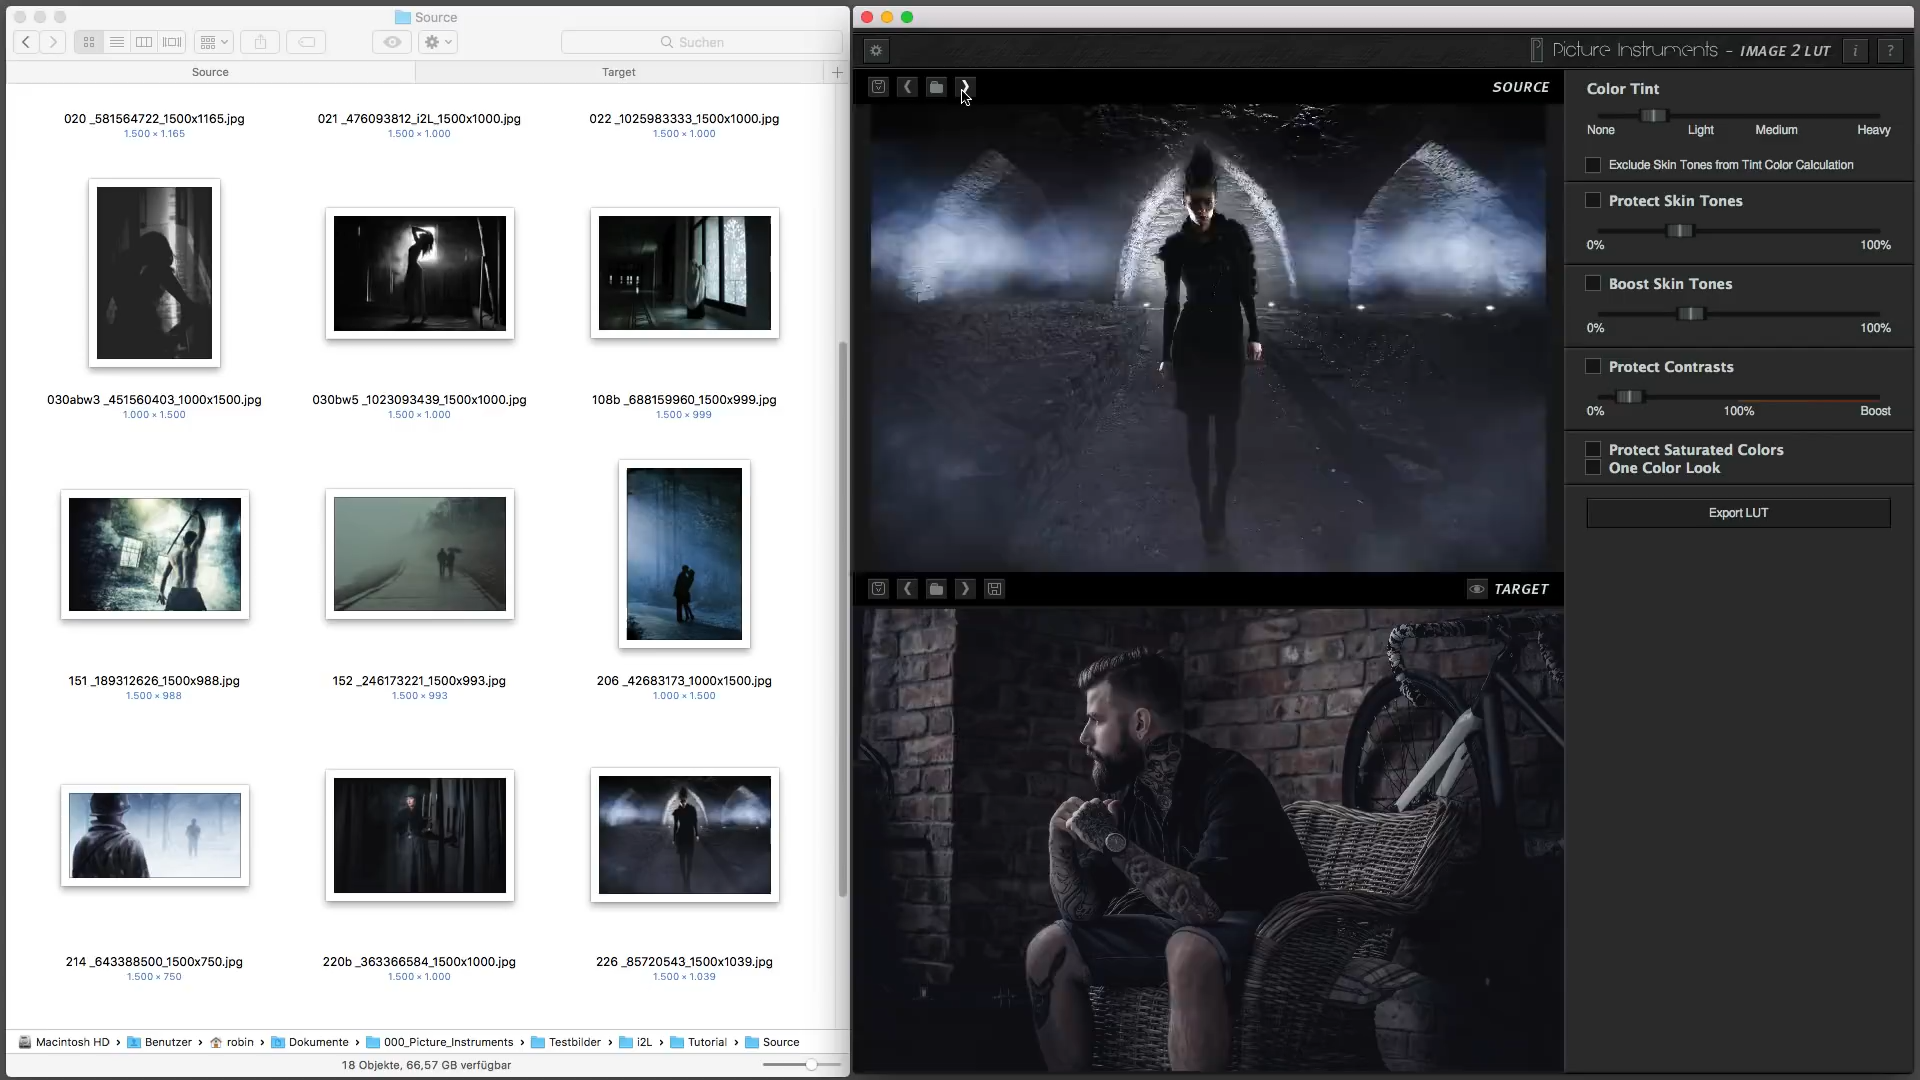 Source
Suchen
Source
Target
020 _581564722_1500x1165.jpg
1.500 × 1.165
021 _476093812_i2L_1500x1000.jpg
1.500 × 1.000
022 _1025983333_1500x1000.jpg
1.500 × 1.000
030abw3 _451560403_1000x1500.jpg
1.000 × 1.500
030bw5 _1023093439_1500x1000.jpg
1.500 × 1.000
108b _688159960_1500x999.jpg
1.500 × 999
151 _189312626_1500x988.jpg
1.500 × 988
152 _246173221_1500x993.jpg
1.500 × 993
206 _42683173_1000x1500.jpg
1.000 × 1.500
214 _643388500_1500x750.jpg
1.500 × 750
220b _363366584_1500x1000.jpg
1.500 × 1.000
226 _85720543_1500x1039.jpg
1.500 × 1.039
Macintosh HD › Benutzer › robin › Dokumente › 000_Picture_Instruments › Testbilder › i2L › Tutorial › Source
18 Objekte, 66,57 GB verfügbar
Picture Instruments - IMAGE 2 LUT
i
?
SOURCE
TARGET
Color Tint
None Light Medium Heavy
Exclude Skin Tones from Tint Color Calculation
Protect Skin Tones
0% 100%
Boost Skin Tones
0% 100%
Protect Contrasts
0% 100% Boost
Protect Saturated Colors
One Color Look
Export LUT